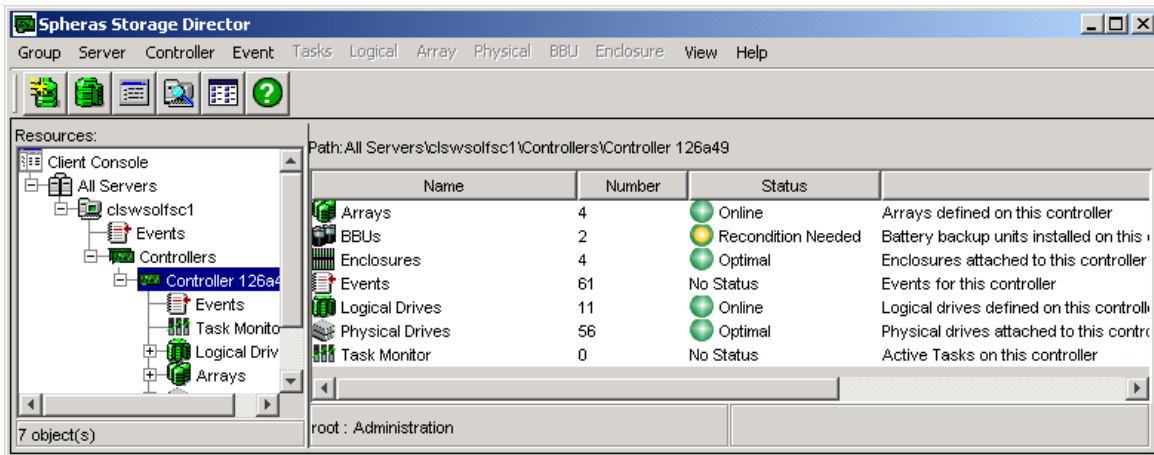 Spheras Storage Director
Group Server Controller Event Tasks Logical Array Physical BBU Enclosure View Help
Resources:
Client Console
All Servers
clswsolfsc1
Events
Controllers
Controller 126a4
Events
Task Monito
Logical Driv
Arrays
7 object(s)
Path:All Servers\clswsolfsc1\Controllers\Controller 126a49
Name Number Status
Arrays 4 Online Arrays defined on this controller
BBUs 2 Recondition Needed Battery backup units installed on this
Enclosures 4 Optimal Enclosures attached to this controller
Events 61 No Status Events for this controller
Logical Drives 11 Online Logical drives defined on this controll
Physical Drives 56 Optimal Physical drives attached to this contro
Task Monitor 0 No Status Active Tasks on this controller
root : Administration